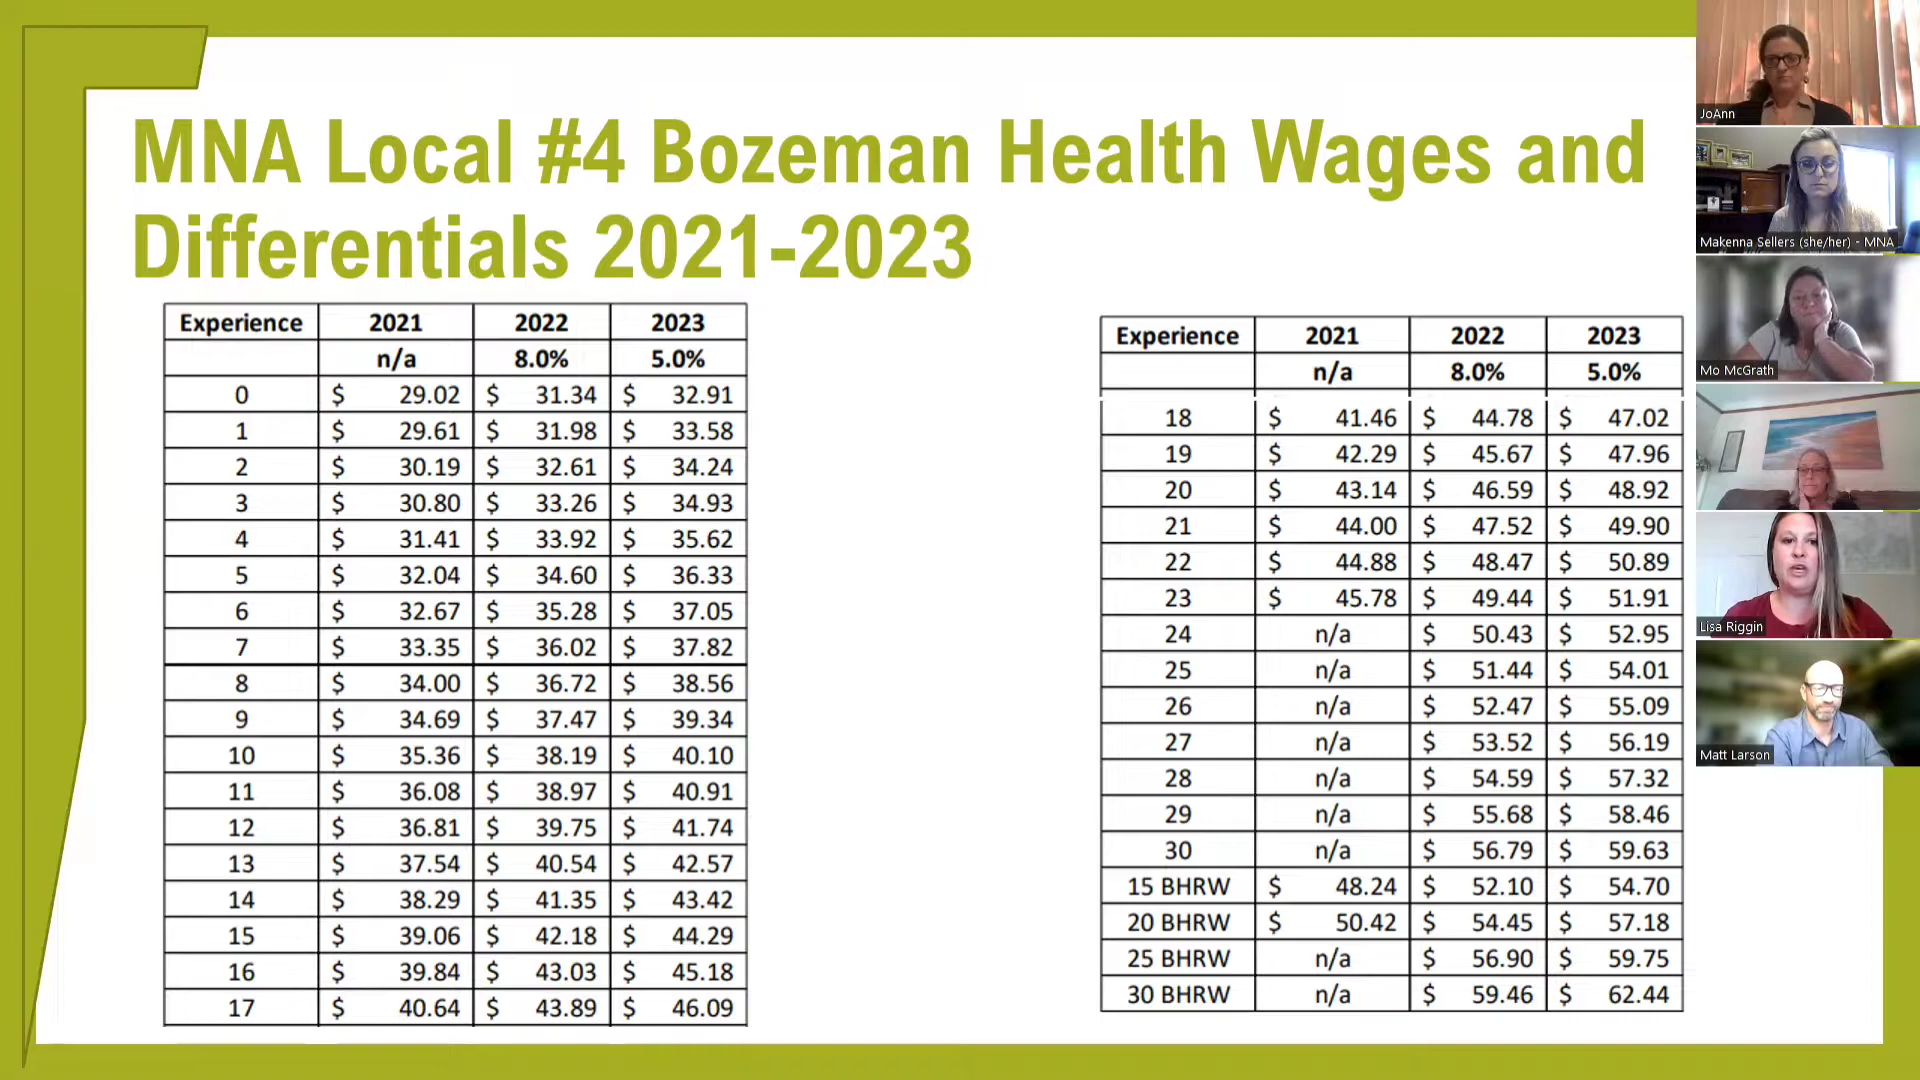 MNA Local #4 Bozeman Health Wages and
Differentials 2021-2023
Experience 2021 2022 2023
n/a 8.0% 5.0%
0 $ 29.02 $ 31.34 $ 32.91
1 $ 29.61 $ 31.98 $ 33.58
2 $ 30.19 $ 32.61 $ 34.24
3 $ 30.80 $ 33.26 $ 34.93
4 $ 31.41 $ 33.92 $ 35.62
5 $ 32.04 $ 34.60 $ 36.33
6 $ 32.67 $ 35.28 $ 37.05
7 $ 33.35 $ 36.02 $ 37.82
8 $ 34.00 $ 36.72 $ 38.56
9 $ 34.69 $ 37.47 $ 39.34
10 $ 35.36 $ 38.19 $ 40.10
11 $ 36.08 $ 38.97 $ 40.91
12 $ 36.81 $ 39.75 $ 41.74
13 $ 37.54 $ 40.54 $ 42.57
14 $ 38.29 $ 41.35 $ 43.42
15 $ 39.06 $ 42.18 $ 44.29
16 $ 39.84 $ 43.03 $ 45.18
17 $ 40.64 $ 43.89 $ 46.09
Experience 2021 2022 2023
n/a 8.0% 5.0%
18 $ 41.46 $ 44.78 $ 47.02
19 $ 42.29 $ 45.67 $ 47.96
20 $ 43.14 $ 46.59 $ 48.92
21 $ 44.00 $ 47.52 $ 49.90
22 $ 44.88 $ 48.47 $ 50.89
23 $ 45.78 $ 49.44 $ 51.91
24 n/a $ 50.43 $ 52.95
25 n/a $ 51.44 $ 54.01
26 n/a $ 52.47 $ 55.09
27 n/a $ 53.52 $ 56.19
28 n/a $ 54.59 $ 57.32
29 n/a $ 55.68 $ 58.46
30 n/a $ 56.79 $ 59.63
15 BHRW $ 48.24 $ 52.10 $ 54.70
20 BHRW $ 50.42 $ 54.45 $ 57.18
25 BHRW n/a $ 56.90 $ 59.75
30 BHRW n/a $ 59.46 $ 62.44
JoAnn
Makenna Sellers (she/her) - MNA
Mo McGrath
Lisa Riggin
Matt Larson